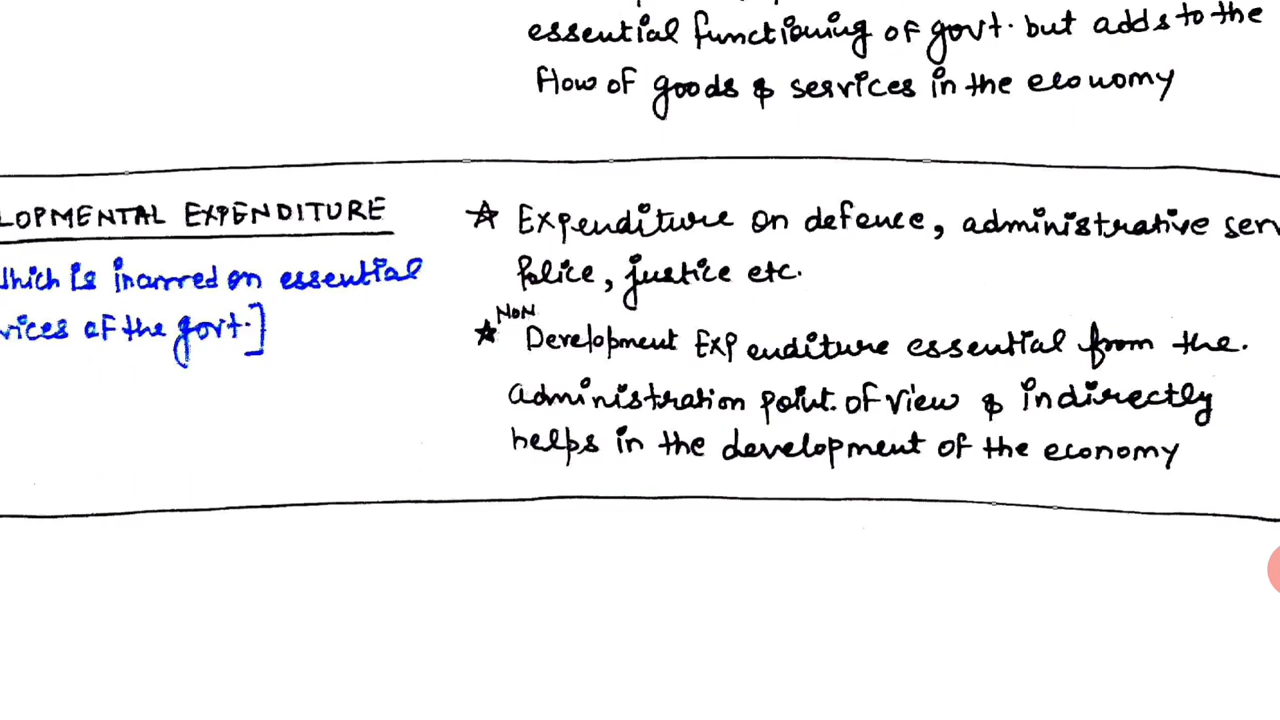 essential functioning of govt. but adds to the
flow of goods & services in the economy
LOPMENTAL EXPENDITURE
which is incurred on essential
vices of the govt.]
☆ Expenditure on defence, administrative serv
Police, justice etc.
NON
★ Development Expenditure essential from the.
administration point. of view & indirectly
helps in the development of the economy